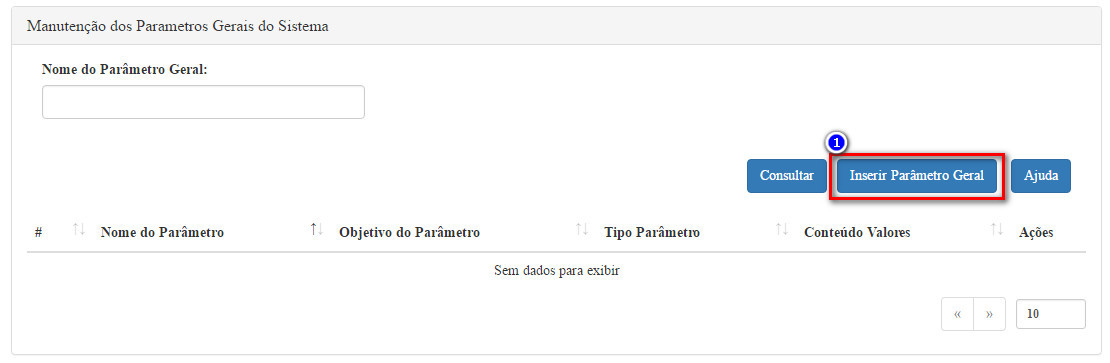 Manutenção dos Parametros Gerais do Sistema
Nome do Parâmetro Geral:
1
Consultar Inserir Parâmetro Geral Ajuda
# Nome do Parâmetro Objetivo do Parâmetro Tipo Parâmetro Conteúdo Valores Ações
Sem dados para exibir
« » 10